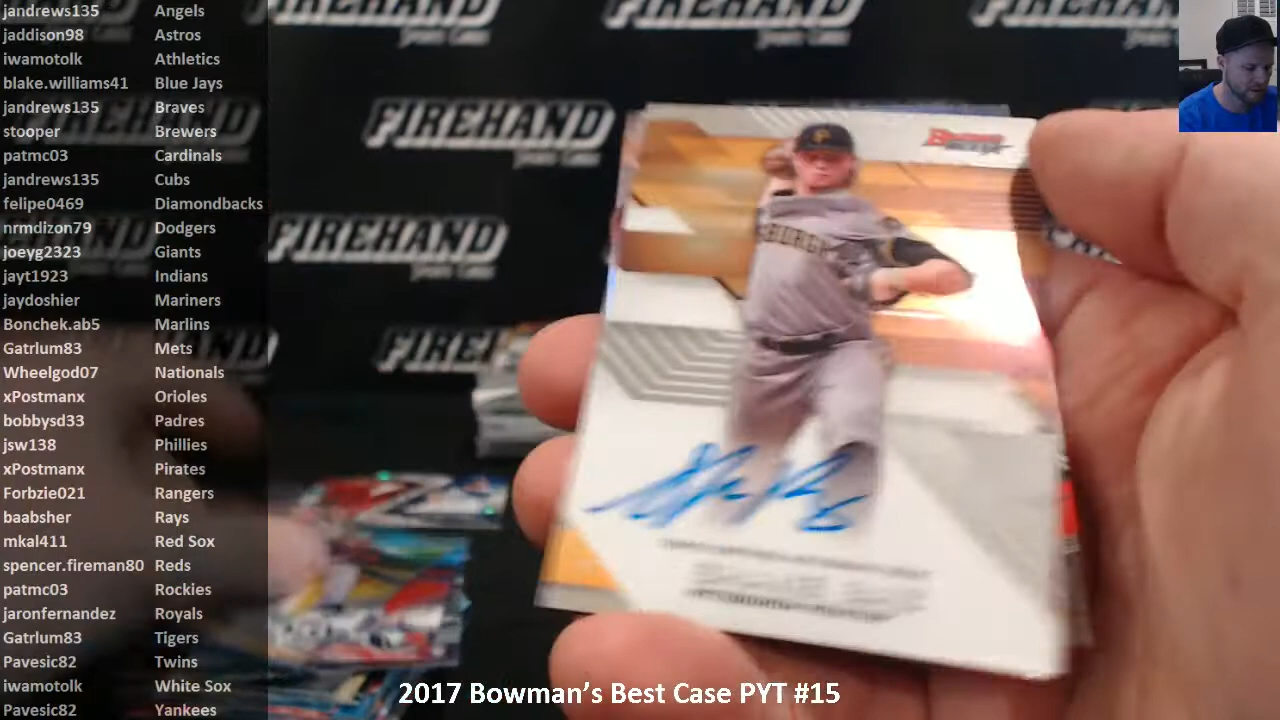 jandrews135 Angels
jaddison98 Astros
iwamotolk Athletics
blake.williams41 Blue Jays
jandrews135 Braves
stooper Brewers
patmc03 Cardinals
jandrews135 Cubs
felipe0469 Diamondbacks
nrmdizon79 Dodgers
joeyg2323 Giants
jayt1923 Indians
jaydoshier Mariners
Bonchek.ab5 Marlins
Gatrlum83 Mets
Wheelgod07 Nationals
xPostmanx Orioles
bobbysd33 Padres
jsw138 Phillies
xPostmanx Pirates
Forbzie021 Rangers
baabsher Rays
mkal411 Red Sox
spencer.fireman80 Reds
patmc03 Rockies
jaronfernandez Royals
Gatrlum83 Tigers
Pavesic82 Twins
iwamotolk White Sox
Pavesic82 Yankees
FIREHAND
FIREHAND
FIREHAND
2017 Bowman's Best Case PYT #15